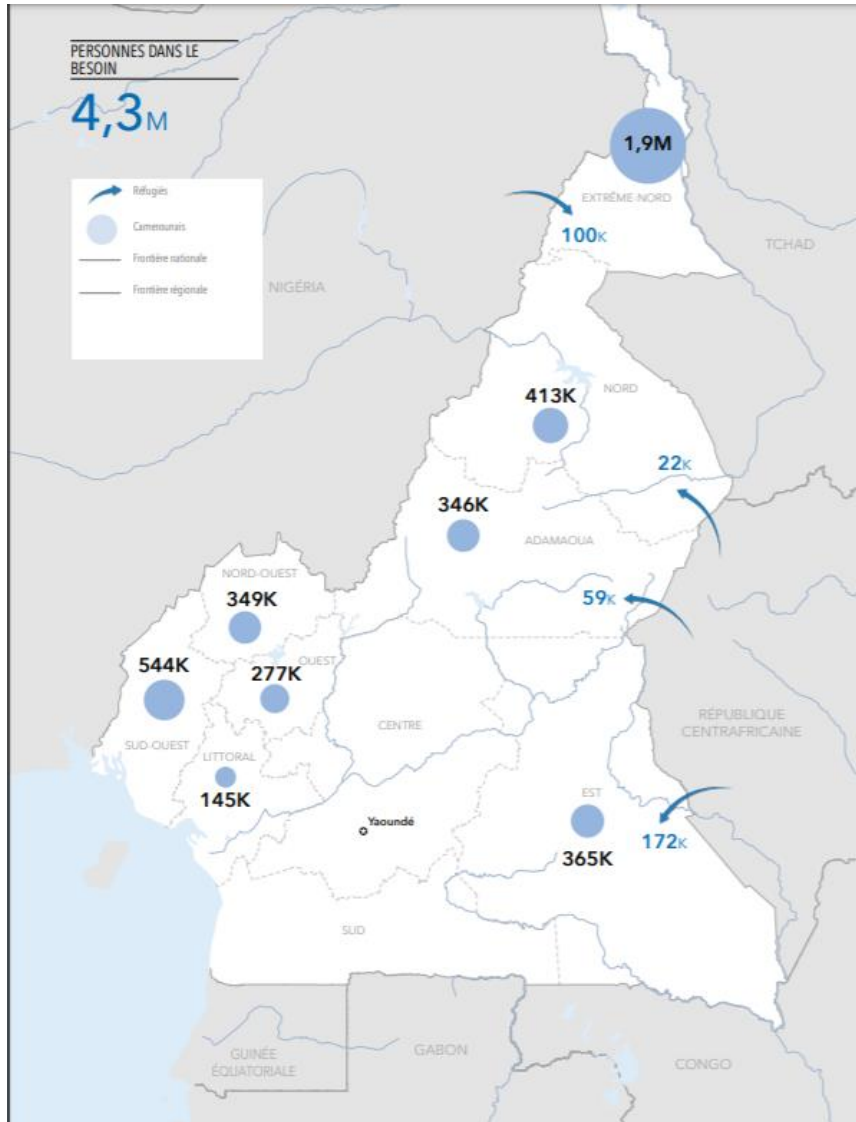 PERSONNES DANS LE
BESOIN
4,3M
Réfugiés
Camerounais
Frontière nationale
Frontière régionale
1,9M
EXTRÊME-NORD
100K
TCHAD
NIGÉRIA
NORD
413K
22K
346K
ADAMAOUA
NORD-OUEST
349K
59K
OUEST
544K
277K
RÉPUBLIQUE
CENTRAFRICAINE
CENTRE
SUD-OUEST
LITTORAL
145K
EST
Yaoundé
172K
365K
SUD
GUINÉE
ÉQUATORIALE
GABON
CONGO